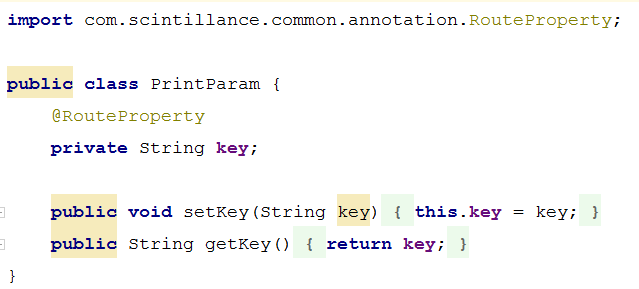 import com.scintillance.common.annotation.RouteProperty;
public class PrintParam {
@RouteProperty
private String key;
public void setKey(String key) { this.key = key; }
public String getKey() { return key; }
}